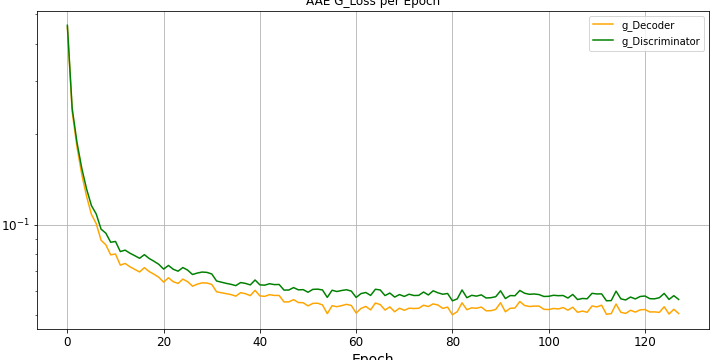 AAE G_Loss per Epoch
g_Decoder
g_Discriminator
10⁻¹
0 20 40 60 80 100 120
Epoch